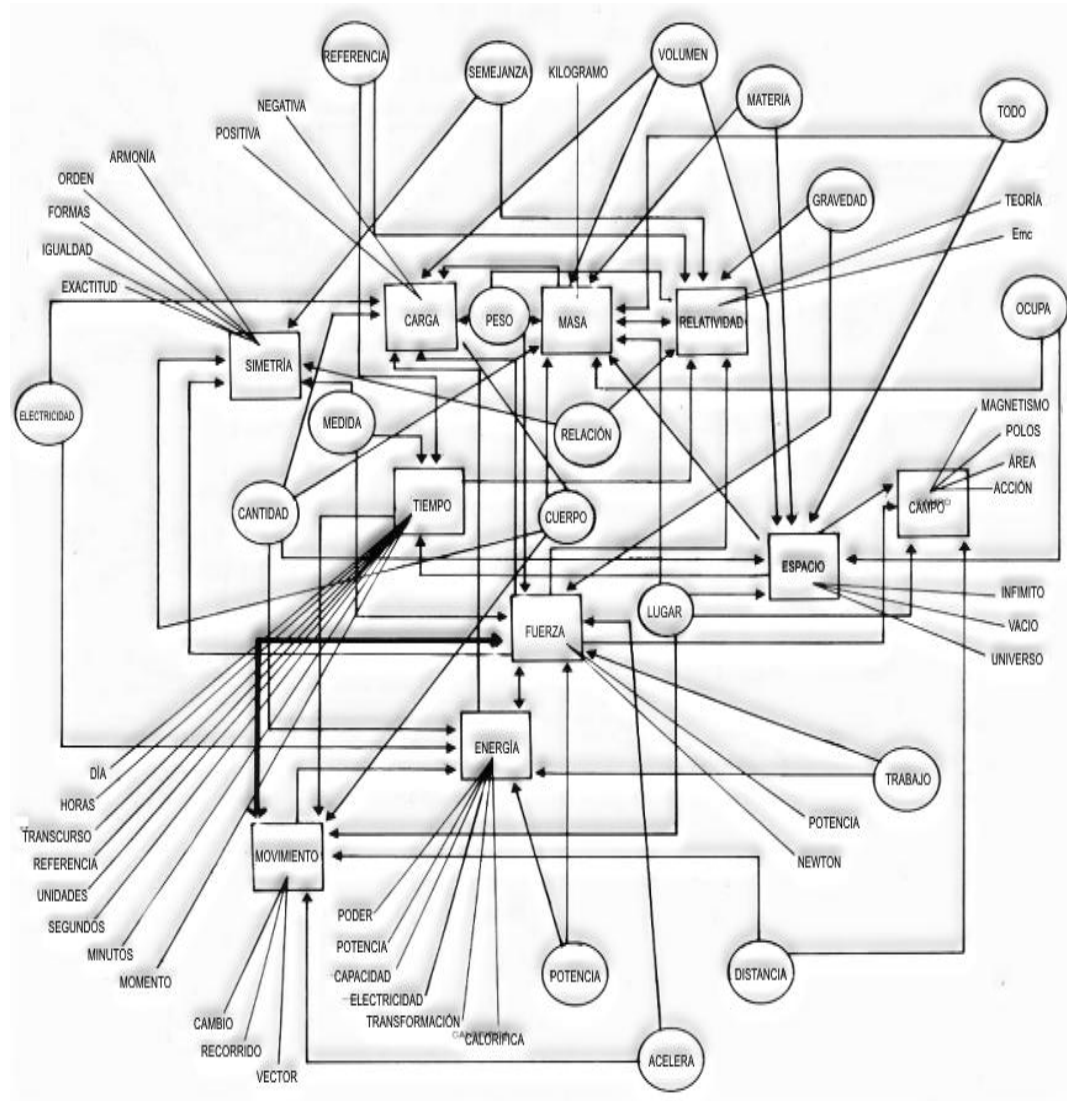 REFERENCIA
SEMEJANZA
KILOGRAMO
VOLUMEN
MATERIA
TODO
NEGATIVA
POSITIVA
ARMONÍA
ORDEN
FORMAS
IGUALDAD
EXACTITUD
GRAVEDAD
TEORÍA
Emc
CARGA
PESO
MASA
RELATIVIDAD
OCUPA
SIMETRÍA
ELECTRICIDAD
MEDIDA
RELACIÓN
MAGNETISMO
POLOS
ÁREA
ACCIÓN
CAMPO
CANTIDAD
TIEMPO
CUERPO
ESPACIO
INFIMITO
VACIO
UNIVERSO
LUGAR
FUERZA
ENERGÍA
TRABAJO
POTENCIA
NEWTON
DÍA
HORAS
TRANSCURSO
REFERENCIA
UNIDADES
SEGUNDOS
MINUTOS
MOMENTO
MOVIMIENTO
CAMBIO
RECORRIDO
VECTOR
PODER
POTENCIA
CAPACIDAD
ELECTRICIDAD
TRANSFORMACIÓN
CALORIFICA
POTENCIA
DISTANCIA
ACELERA